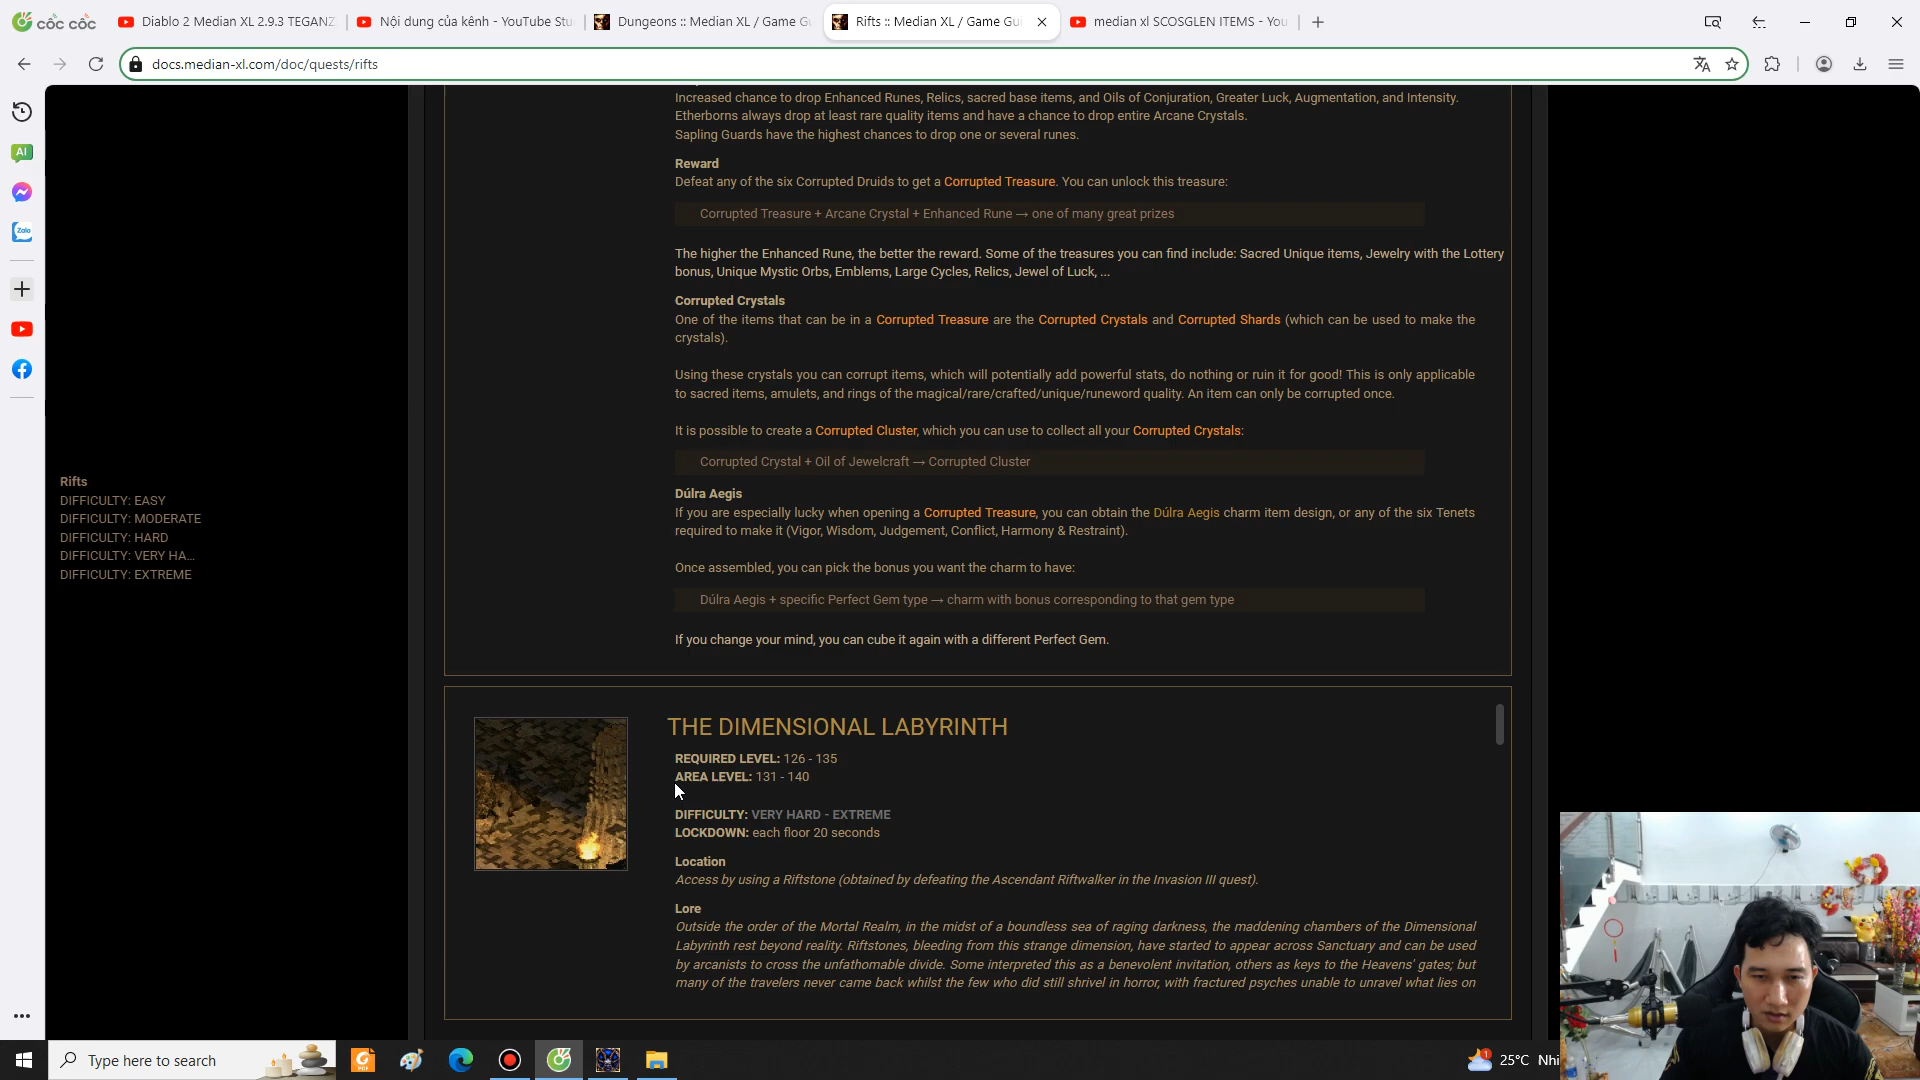 cốc cốc
Diablo 2 Median XL 2.9.3 TEGANZ
Nội dung của kênh - YouTube Stu
Dungeons :: Median XL / Game Gu
Rifts :: Median XL / Game Gui
median xl SCOSGLEN ITEMS - You
docs.median-xl.com/doc/quests/rifts
AI
Zalo
Increased chance to drop Enhanced Runes, Relics, sacred base items, and Oils of Conjuration, Greater Luck, Augmentation, and Intensity.
Etherborns always drop at least rare quality items and have a chance to drop entire Arcane Crystals.
Sapling Guards have the highest chances to drop one or several runes.
Reward
Defeat any of the six Corrupted Druids to get a Corrupted Treasure. You can unlock this treasure:
Corrupted Treasure + Arcane Crystal + Enhanced Rune → one of many great prizes
The higher the Enhanced Rune, the better the reward. Some of the treasures you can find include: Sacred Unique items, Jewelry with the Lottery
bonus, Unique Mystic Orbs, Emblems, Large Cycles, Relics, Jewel of Luck, ...
Corrupted Crystals
One of the items that can be in a Corrupted Treasure are the Corrupted Crystals and Corrupted Shards (which can be used to make the
crystals).
Using these crystals you can corrupt items, which will potentially add powerful stats, do nothing or ruin it for good! This is only applicable
to sacred items, amulets, and rings of the magical/rare/crafted/unique/runeword quality. An item can only be corrupted once.
It is possible to create a Corrupted Cluster, which you can use to collect all your Corrupted Crystals:
Corrupted Crystal + Oil of Jewelcraft → Corrupted Cluster
Dúlra Aegis
If you are especially lucky when opening a Corrupted Treasure, you can obtain the Dúlra Aegis charm item design, or any of the six Tenets
required to make it (Vigor, Wisdom, Judgement, Conflict, Harmony & Restraint).
Once assembled, you can pick the bonus you want the charm to have:
Dúlra Aegis + specific Perfect Gem type → charm with bonus corresponding to that gem type
If you change your mind, you can cube it again with a different Perfect Gem.
Rifts
DIFFICULTY: EASY
DIFFICULTY: MODERATE
DIFFICULTY: HARD
DIFFICULTY: VERY HA...
DIFFICULTY: EXTREME
THE DIMENSIONAL LABYRINTH
REQUIRED LEVEL: 126 - 135
AREA LEVEL: 131 - 140
DIFFICULTY: VERY HARD - EXTREME
LOCKDOWN: each floor 20 seconds
Location
Access by using a Riftstone (obtained by defeating the Ascendant Riftwalker in the Invasion III quest).
Lore
Outside the order of the Mortal Realm, in the midst of a boundless sea of raging darkness, the maddening chambers of the Dimensional
Labyrinth rest beyond reality. Riftstones, bleeding from this strange dimension, have started to appear across Sanctuary and can be used
by arcanists to cross the unfathomable divide. Some interpreted this as a benevolent invitation, others as keys to the Heavens' gates; but
many of the travelers never came back whilst the few who did still shrivel in horror, with fractured psyches unable to unravel what lies on
Type here to search
1
25°C Nhi